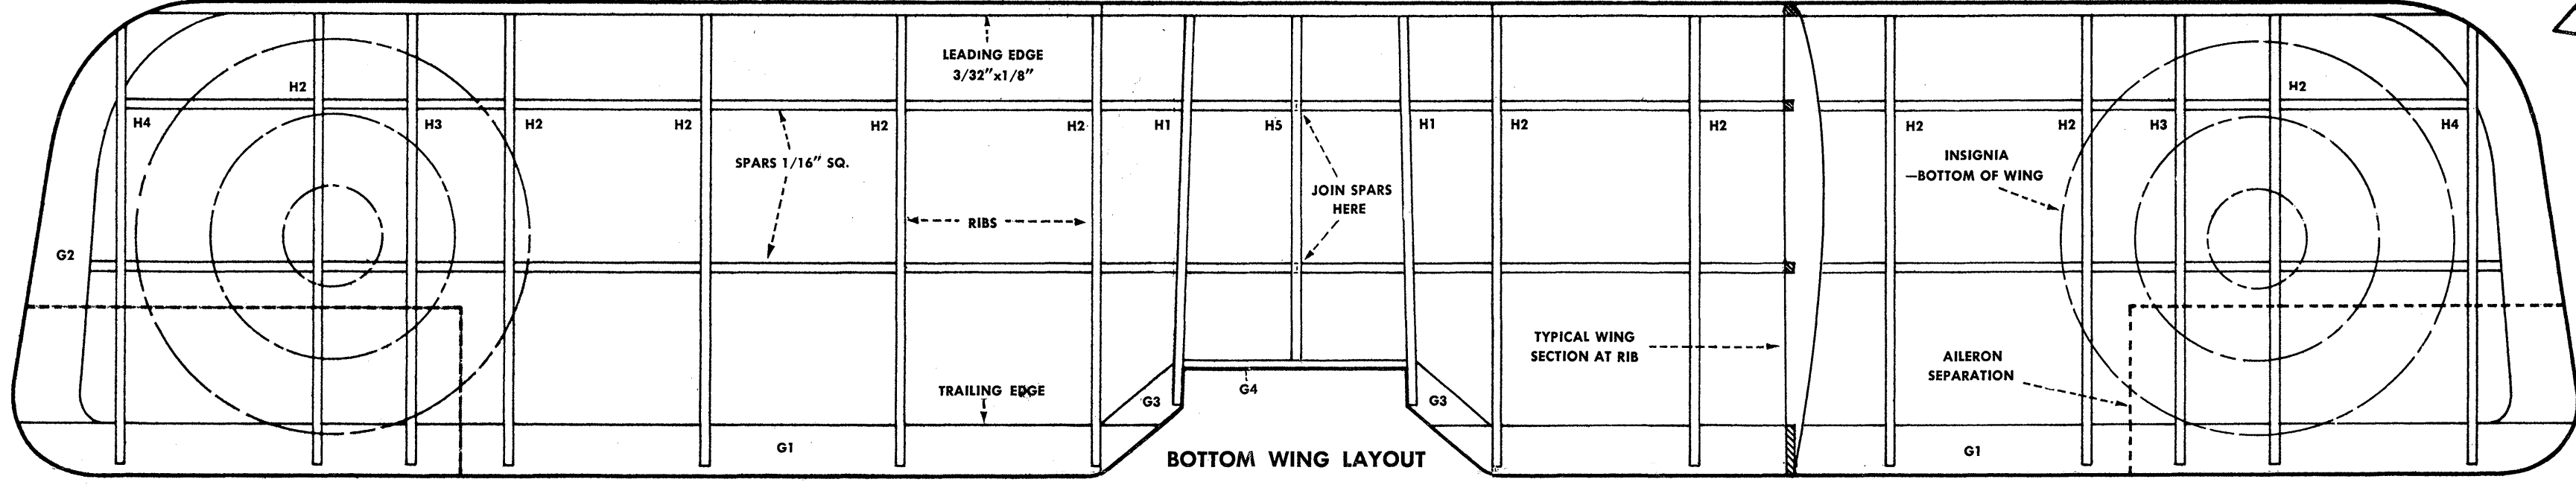 LEADING EDGE
3/32"x1/8"
H2
H2
H4
H3
H2
H2
H2
H2
H1
H5
H1
H2
H2
H2
H2
H3
H4
SPARS 1/16" SQ.
INSIGNIA
—BOTTOM OF WING
JOIN SPARS
HERE
RIBS
G2
TYPICAL WING
SECTION AT RIB
AILERON
SEPARATION
TRAILING EDGE
G3
G4
G3
G1
BOTTOM WING LAYOUT
G1